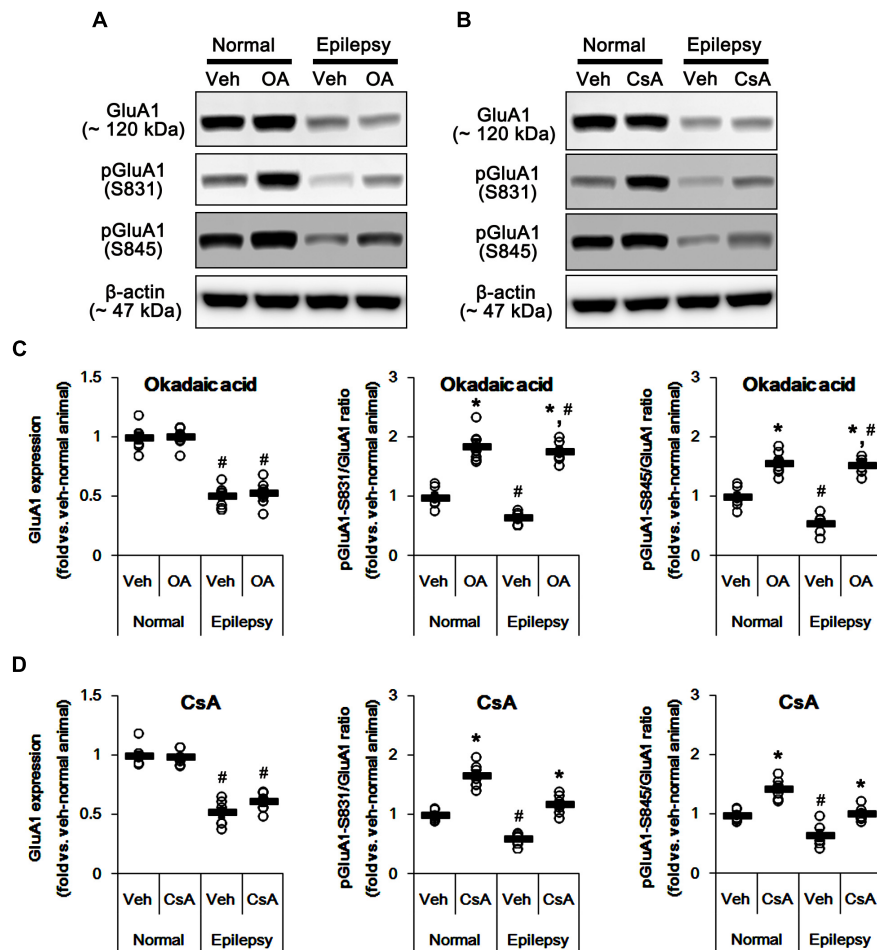 A
Normal Epilepsy
Veh OA Veh OA
GluA1
(~ 120 kDa)
pGluA1
(S831)
pGluA1
(S845)
β-actin
(~ 47 kDa)
B
Normal Epilepsy
Veh CsA Veh CsA
GluA1
(~ 120 kDa)
pGluA1
(S831)
pGluA1
(S845)
β-actin
(~ 47 kDa)
C
Okadaic acid
GluA1 expression
(fold vs. veh-normal animal)
1.5
1
0.5
0
# #
Veh OA Veh OA
Normal Epilepsy
Okadaic acid
pGluA1-S831/GluA1 ratio
(fold vs. veh-normal animal)
3
2
1
0
* # *, #
Veh OA Veh OA
Normal Epilepsy
Okadaic acid
pGluA1-S845/GluA1 ratio
(fold vs. veh-normal animal)
3
2
1
0
* # *, #
Veh OA Veh OA
Normal Epilepsy
D
CsA
GluA1 expression
(fold vs. veh-normal animal)
1.5
1
0.5
0
# #
Veh CsA Veh CsA
Normal Epilepsy
CsA
pGluA1-S831/GluA1 ratio
(fold vs. veh-normal animal)
3
2
1
0
* # *
Veh CsA Veh CsA
Normal Epilepsy
CsA
pGluA1-S845/GluA1 ratio
(fold vs. veh-normal animal)
3
2
1
0
* # *
Veh CsA Veh CsA
Normal Epilepsy